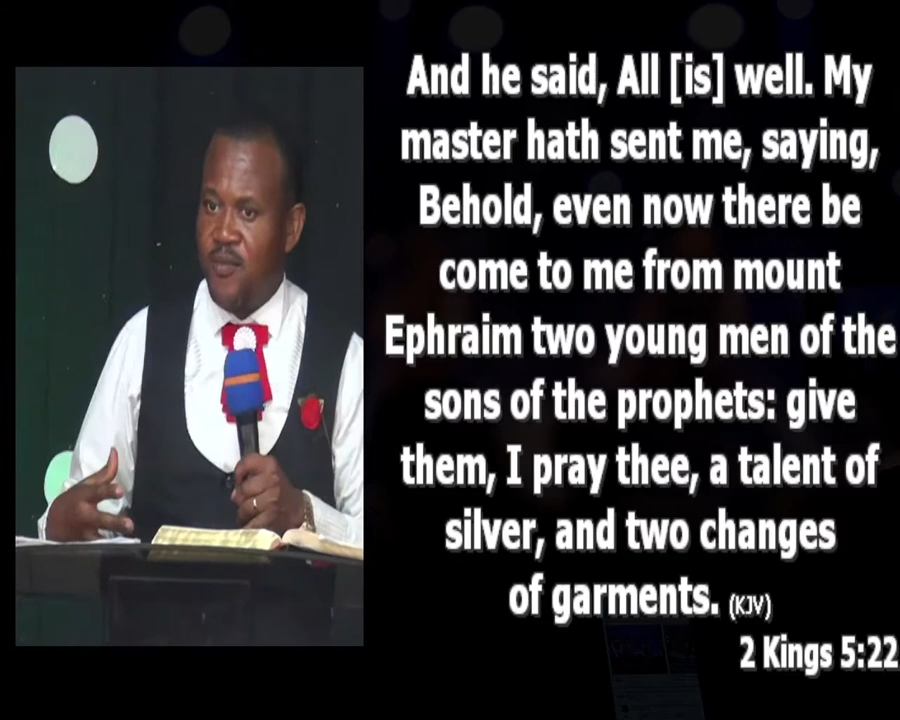 And he said, All [is] well. My
master hath sent me, saying,
Behold, even now there be
come to me from mount
Ephraim two young men of the
sons of the prophets: give
them, I pray thee, a talent of
silver, and two changes
of garments. (KJV)
2 Kings 5:22